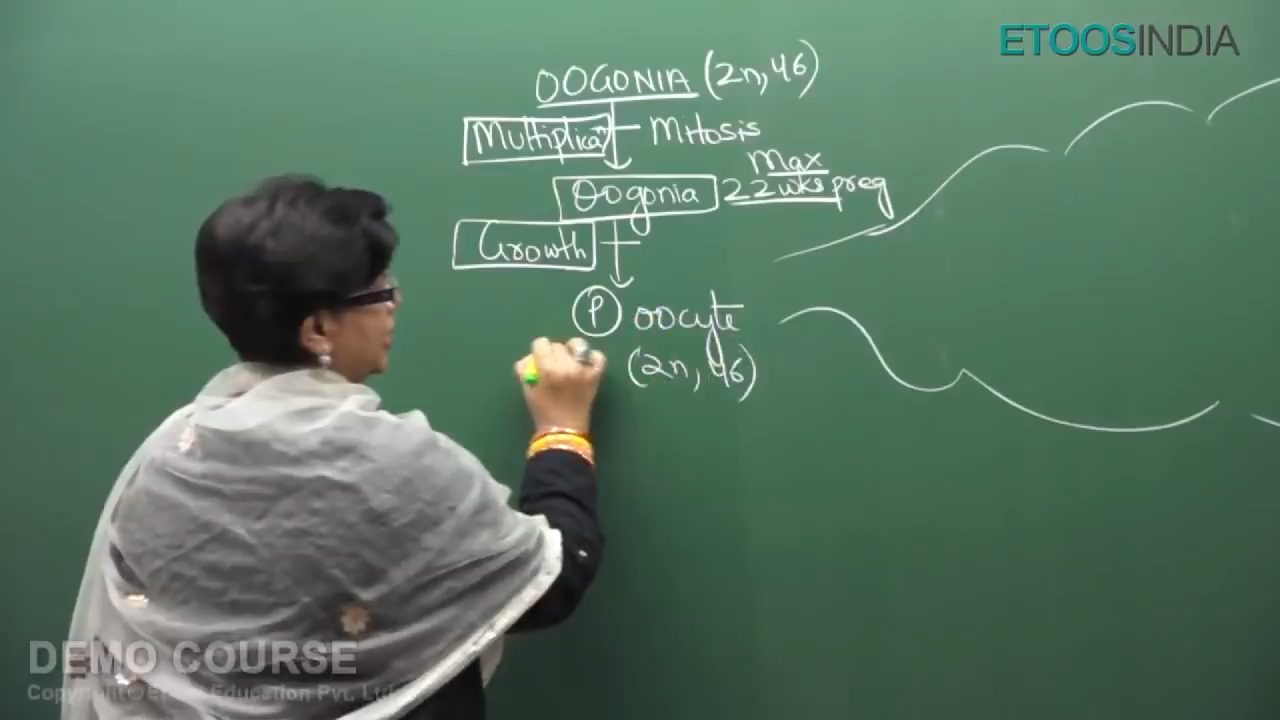 ETOOSINDIA
OOGONIA (2n, 46)
Multiplicaⁿ Mitosis
Max
Oogonia 22 wks preg
Growth
P oocyte
(2n, 46)
DEMO COURSE
Copyright © Etoos Education Pvt. Ltd.